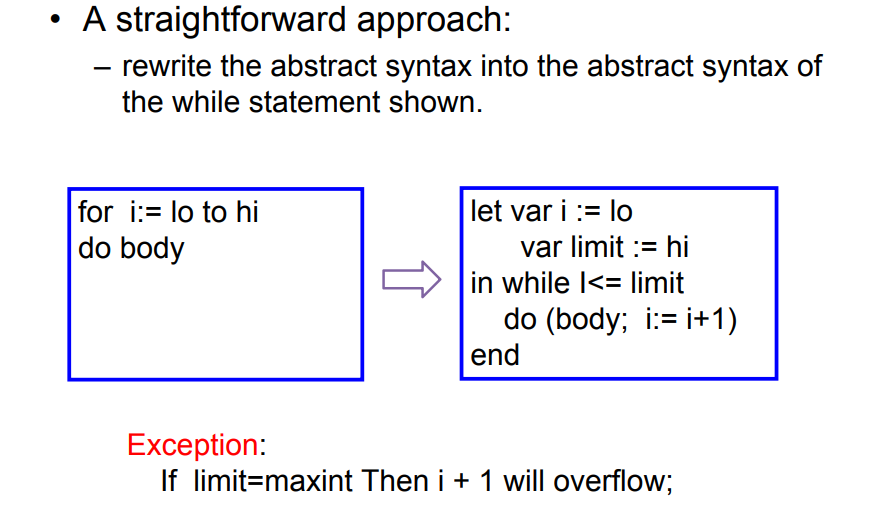 • A straightforward approach:
– rewrite the abstract syntax into the abstract syntax of
the while statement shown.
for i:= lo to hi
do body
let var i := lo
var limit := hi
in while I<= limit
do (body; i:= i+1)
end
Exception:
If limit=maxint Then i + 1 will overflow;